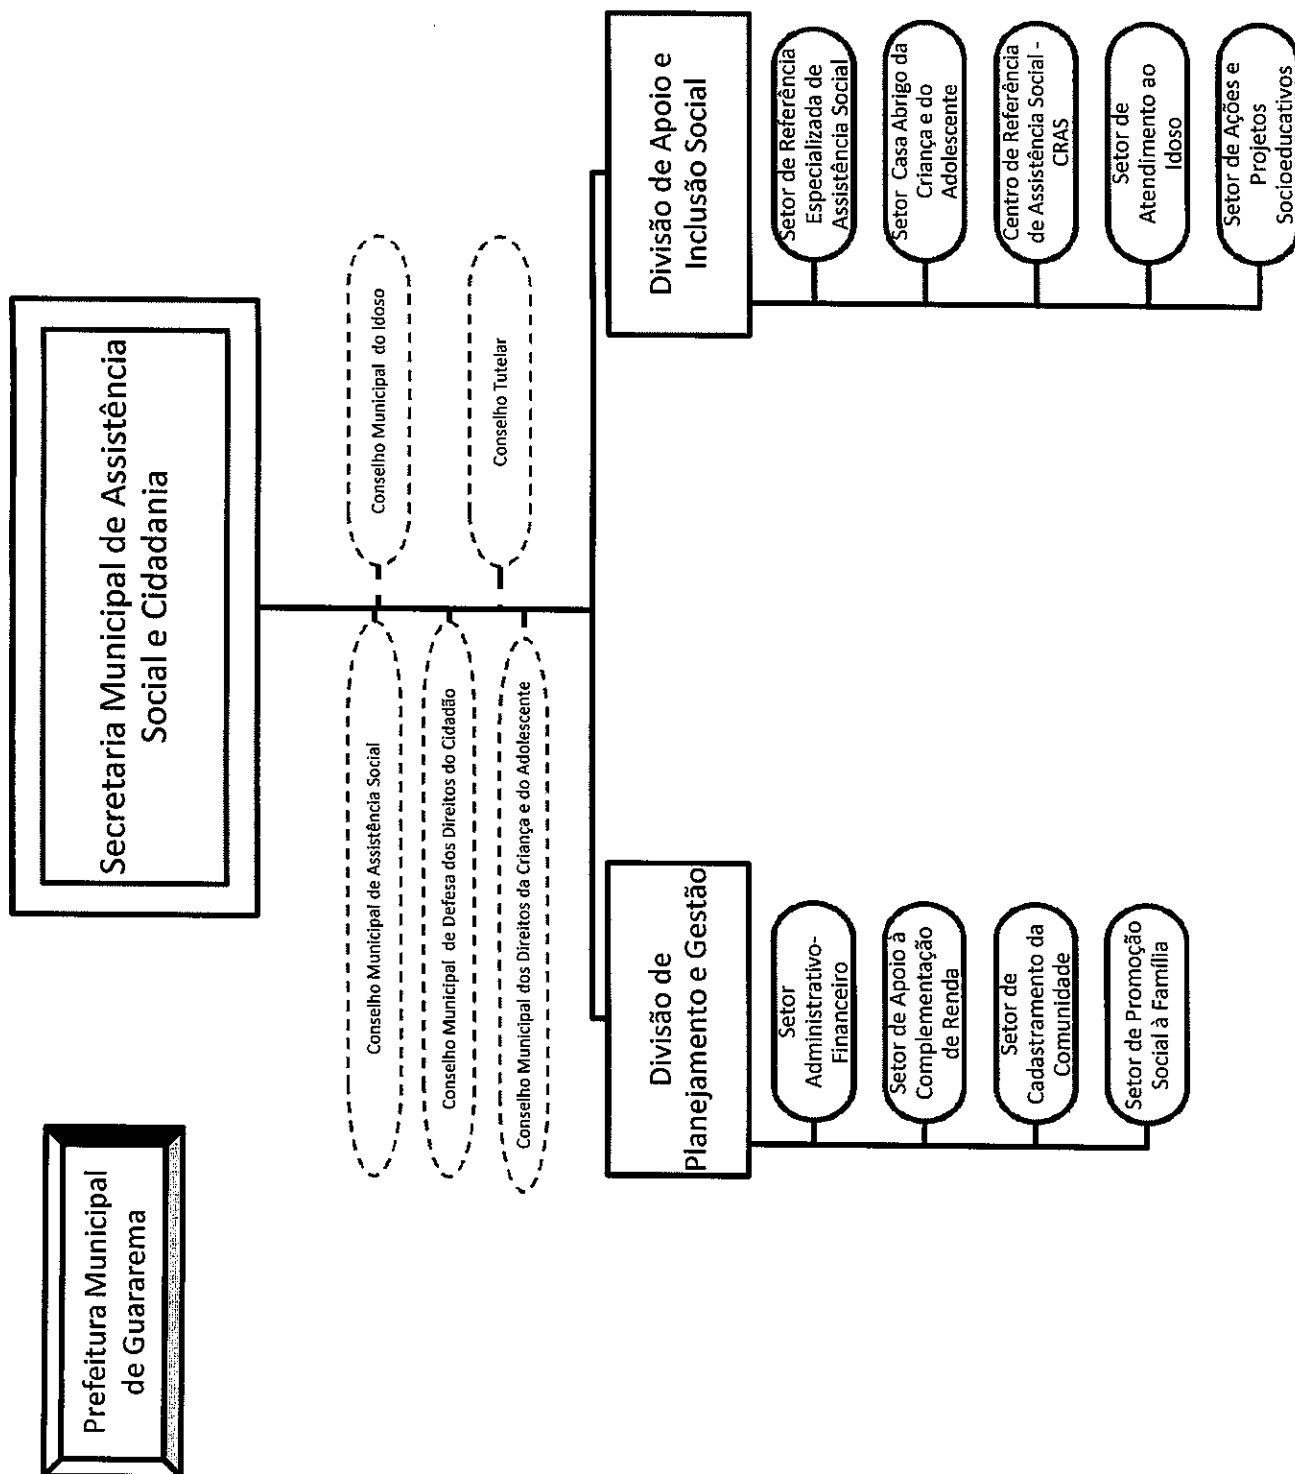 Prefeitura Municipal
de Guararema
Secretaria Municipal de Assistência
Social e Cidadania
Conselho Municipal de Assistência Social
Conselho Municipal do Idoso
Conselho Municipal de Defesa dos Direitos do Cidadão
Conselho Tutelar
Conselho Municipal dos Direitos da Criança e do Adolescente
Divisão de
Planejamento e Gestão
Setor
Administrativo-
Financeiro
Setor de Apoio à
Complementação
de Renda
Setor de
Cadastramento da
Comunidade
Setor de Promoção
Social à Família
Divisão de Apoio e
Inclusão Social
Setor de Referência
Especializada de
Assistência Social
Setor Casa Abrigo da
Criança e do
Adolescente
Centro de Referência
de Assistência Social -
CRAS
Setor de
Atendimento ao
Idoso
Setor de Ações e
Projetos
Socioeducativos